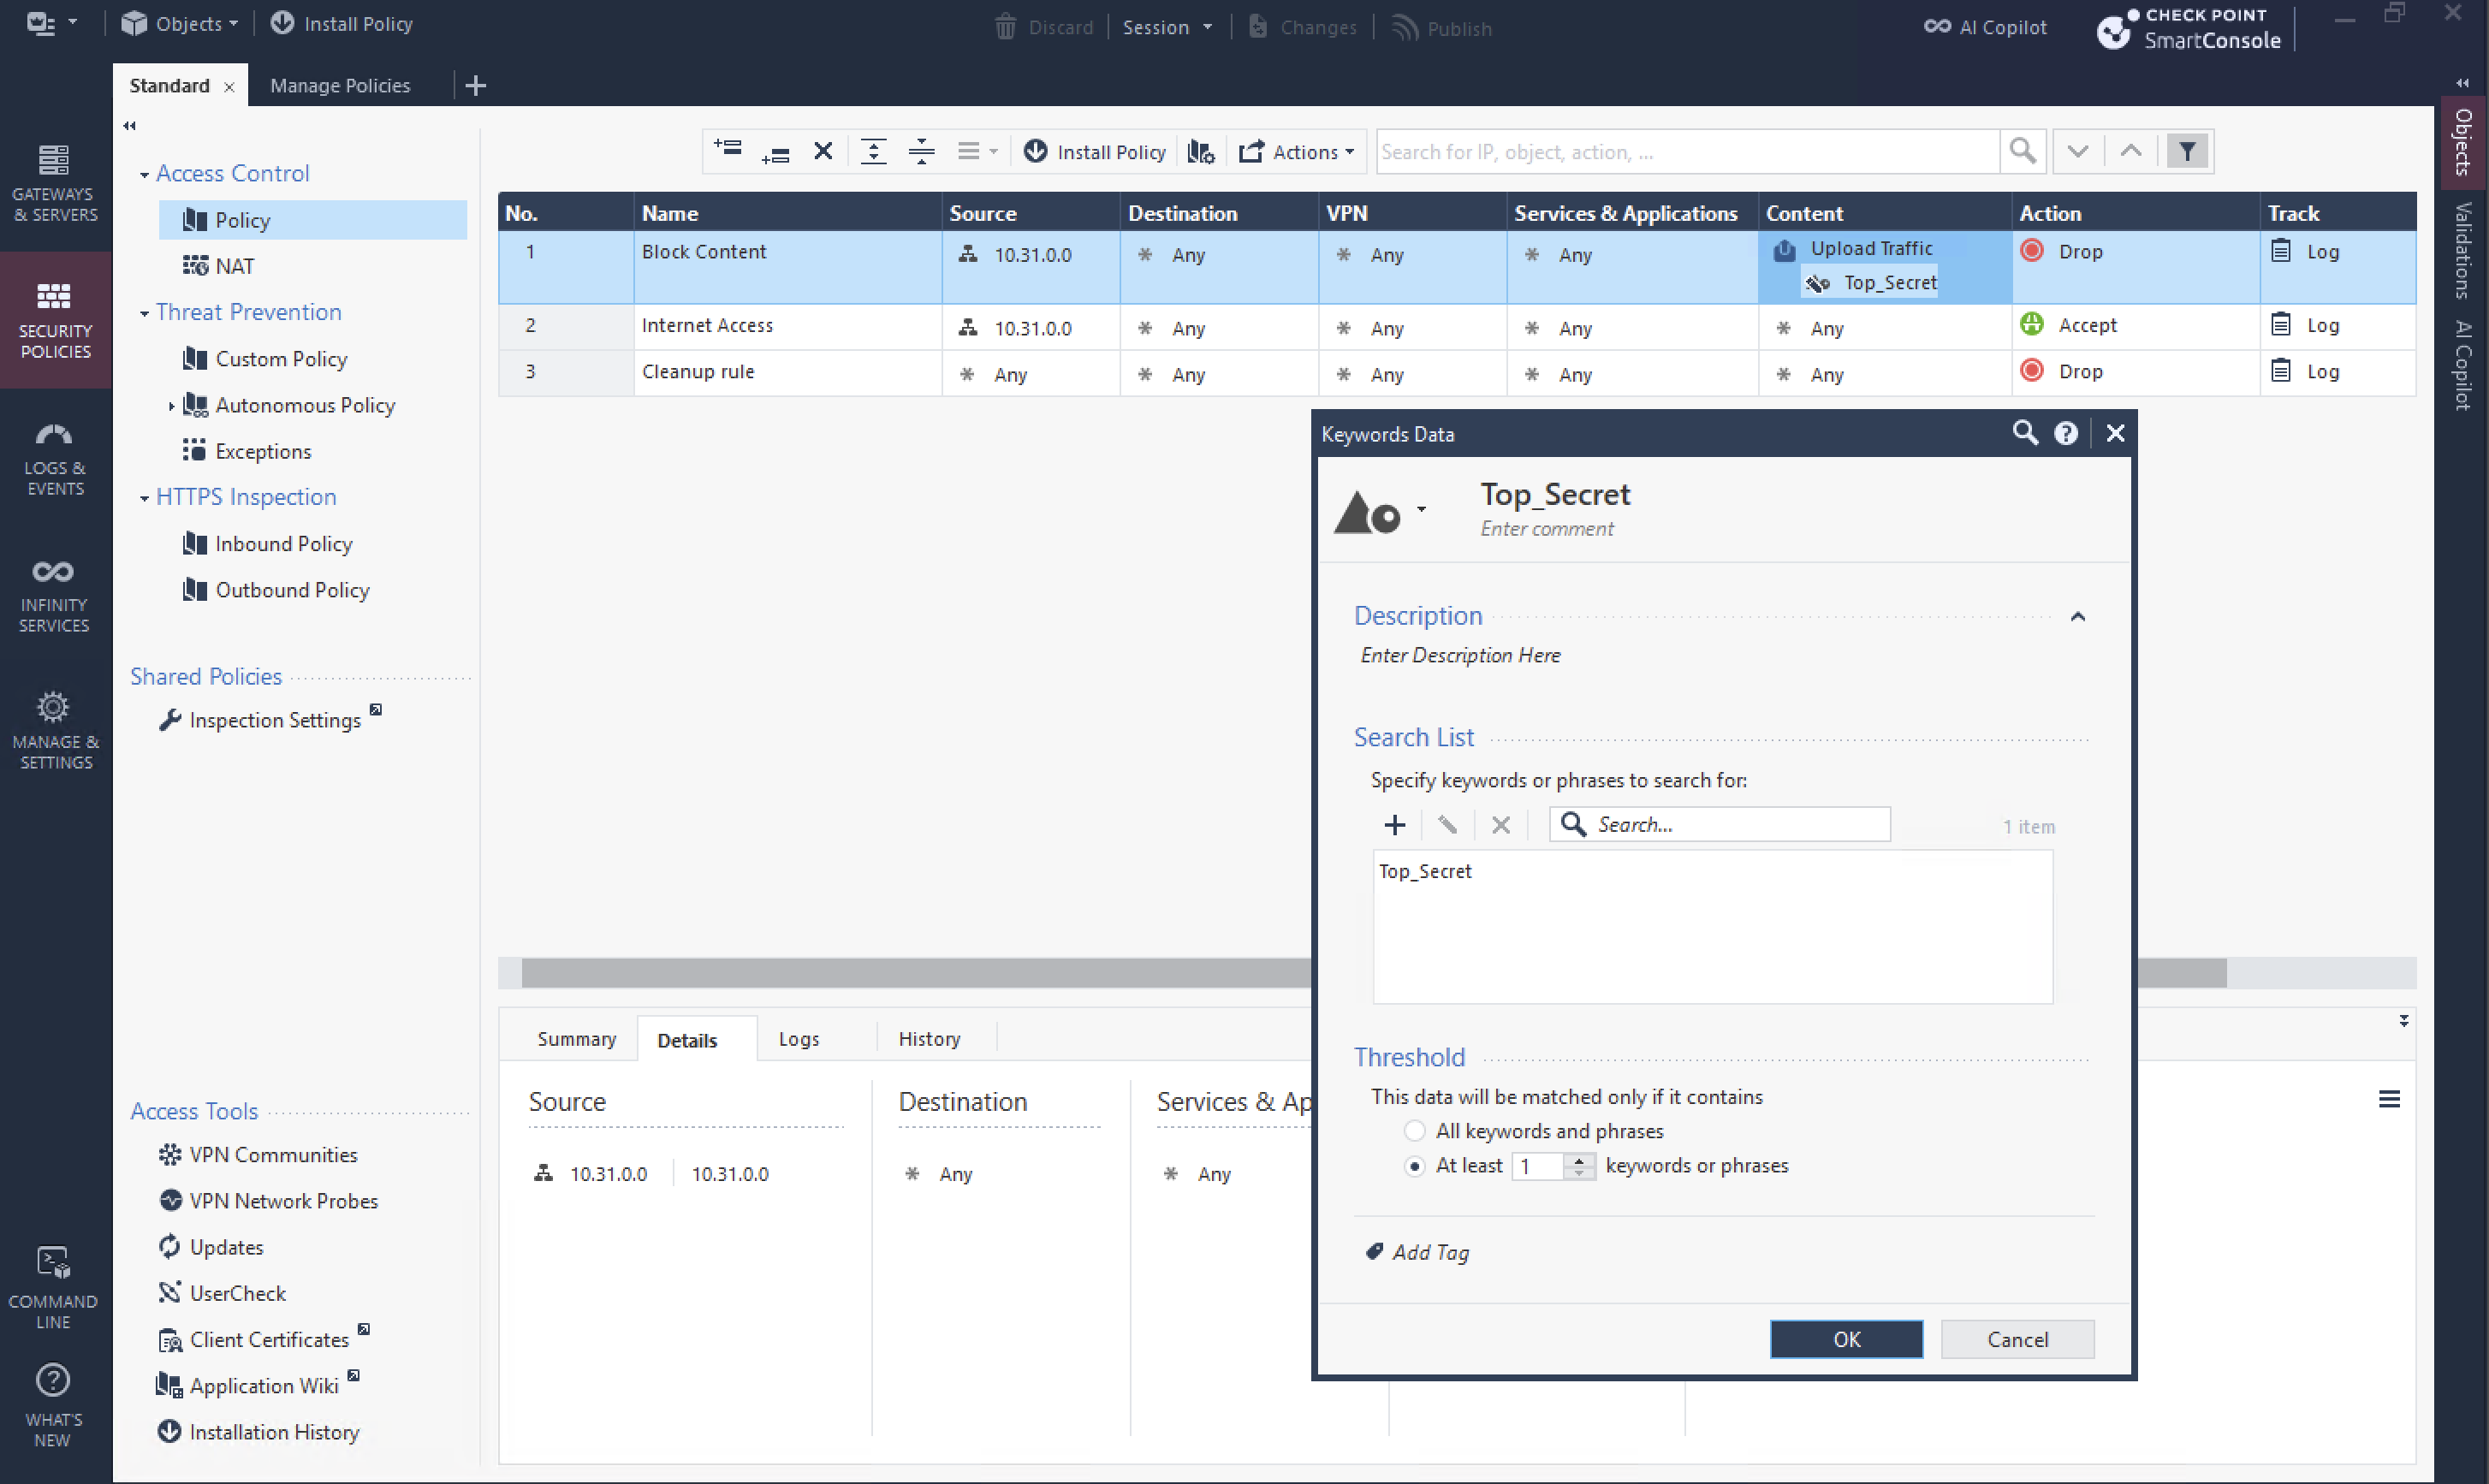 Objects
Install Policy
Discard
Session
Changes
Publish
AI Copilot
CHECK POINT
SmartConsole
Standard
Manage Policies
GATEWAYS
& SERVERS
SECURITY
POLICIES
LOGS &
EVENTS
INFINITY
SERVICES
MANAGE &
SETTINGS
COMMAND
LINE
WHAT'S
NEW
Access Control
Policy
NAT
Threat Prevention
Custom Policy
Autonomous Policy
Exceptions
HTTPS Inspection
Inbound Policy
Outbound Policy
Shared Policies
Inspection Settings
Access Tools
VPN Communities
VPN Network Probes
Updates
UserCheck
Client Certificates
Application Wiki
Installation History
Install Policy
Actions
Search for IP, object, action, ...
No. Name Source Destination VPN Services & Applications Content Action Track
1 Block Content 10.31.0.0 * Any * Any * Any Upload Traffic Drop Log
Top_Secret
2 Internet Access 10.31.0.0 * Any * Any * Any * Any Accept Log
3 Cleanup rule * Any * Any * Any * Any * Any Drop Log
Keywords Data
Top_Secret
Enter comment
Description
Enter Description Here
Search List
Specify keywords or phrases to search for:
Search...
1 item
Top_Secret
Threshold
This data will be matched only if it contains
All keywords and phrases
At least 1 keywords or phrases
Add Tag
OK
Cancel
Summary
Details
Logs
History
Source
Destination
Services & Ap
10.31.0.0 10.31.0.0
* Any
* Any
Objects
Validations
AI Copilot